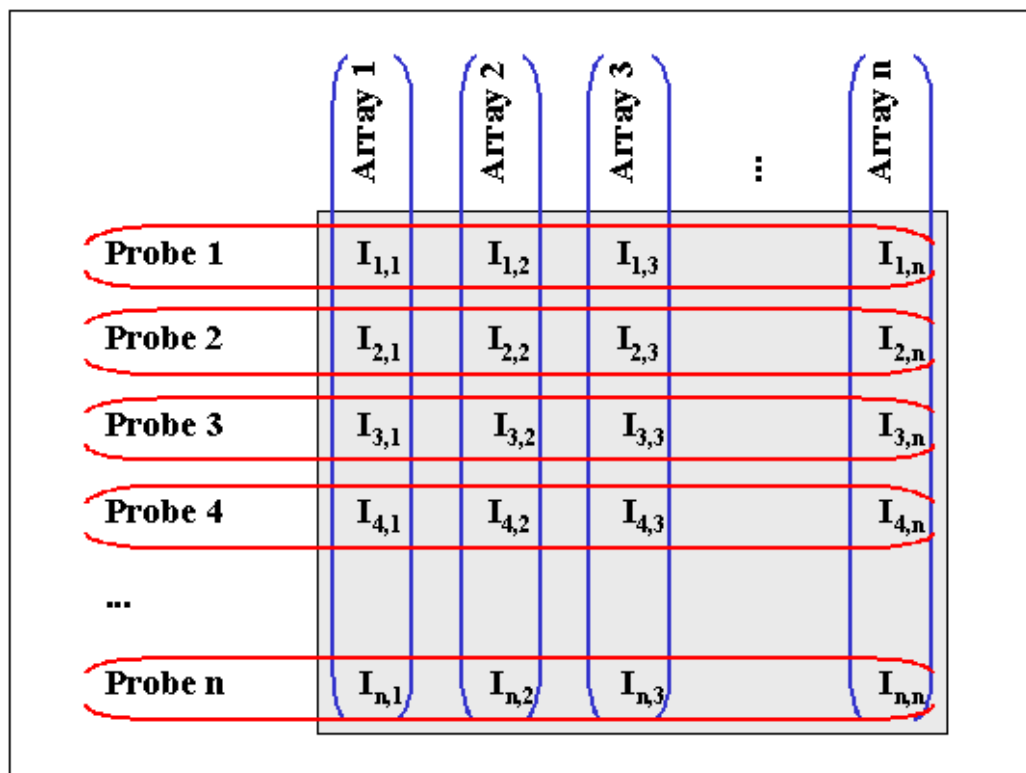 Array 1 Array 2 Array 3 ... Array n
Probe 1 I1,1 I1,2 I1,3 I1,n
Probe 2 I2,1 I2,2 I2,3 I2,n
Probe 3 I3,1 I3,2 I3,3 I3,n
Probe 4 I4,1 I4,2 I4,3 I4,n
...
Probe n In,1 In,2 In,3 In,n